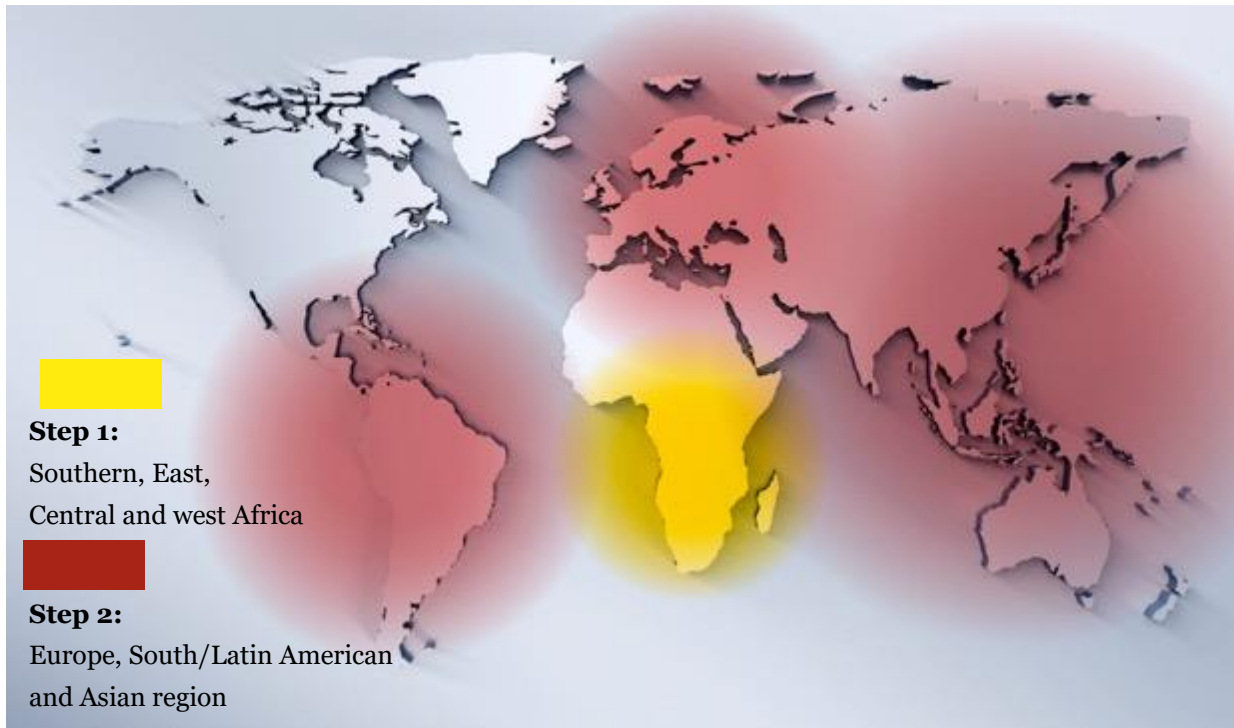 Step 1:
Southern, East,
Central and west Africa
Step 2:
Europe, South/Latin American
and Asian region